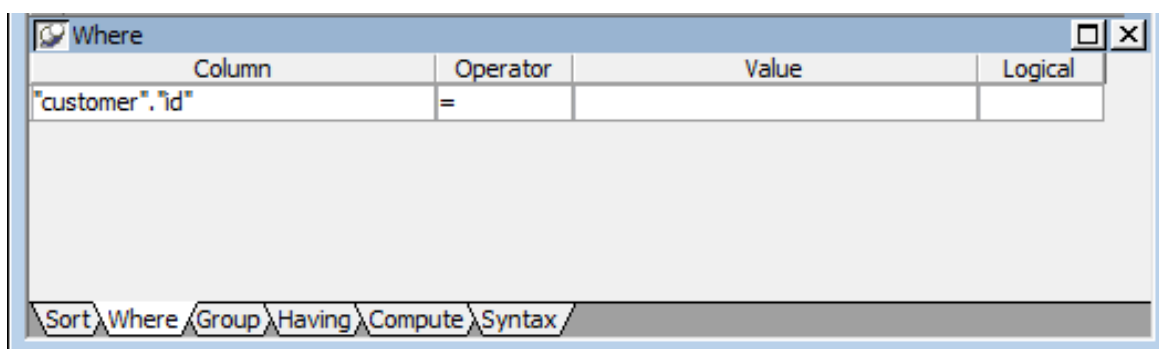 Where
Column Operator Value Logical
"customer"."id" =
Sort Where Group Having Compute Syntax